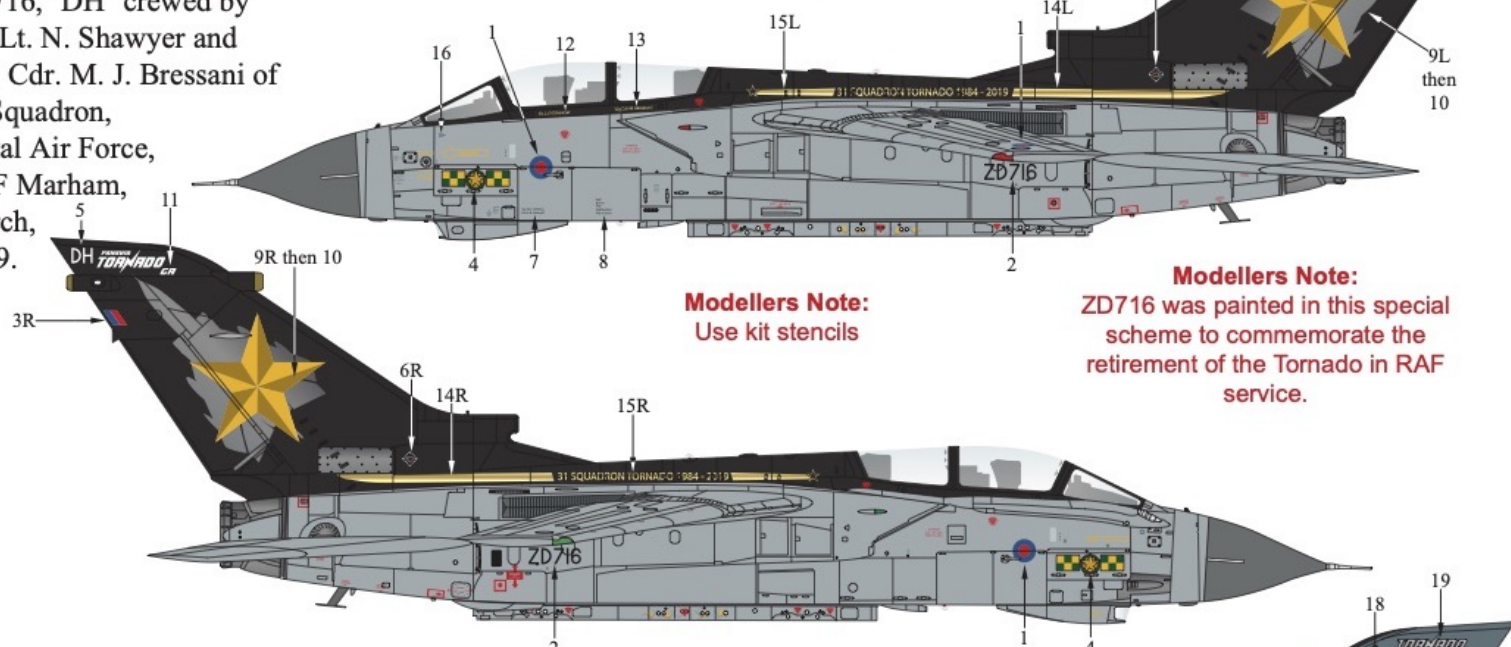 716, "DH" crewed by
Lt. N. Shawyer and
Cdr. M. J. Bressani of
Squadron,
al Air Force,
F Marham,
rch,
9.
14L
15L
1
1
12
13
16
9L
then
10
31 SQUADRON TORNADO 1984 - 2019
ZD716
4
7
8
2
5
11
DH
TORNADO
GR
9R then 10
3R
6R
14R
15R
Modellers Note:
Use kit stencils
Modellers Note:
ZD716 was painted in this special
scheme to commemorate the
retirement of the Tornado in RAF
service.
31 SQUADRON TORNADO 1984 - 2019
ZD716
2
1
4
18
19
TORNADO